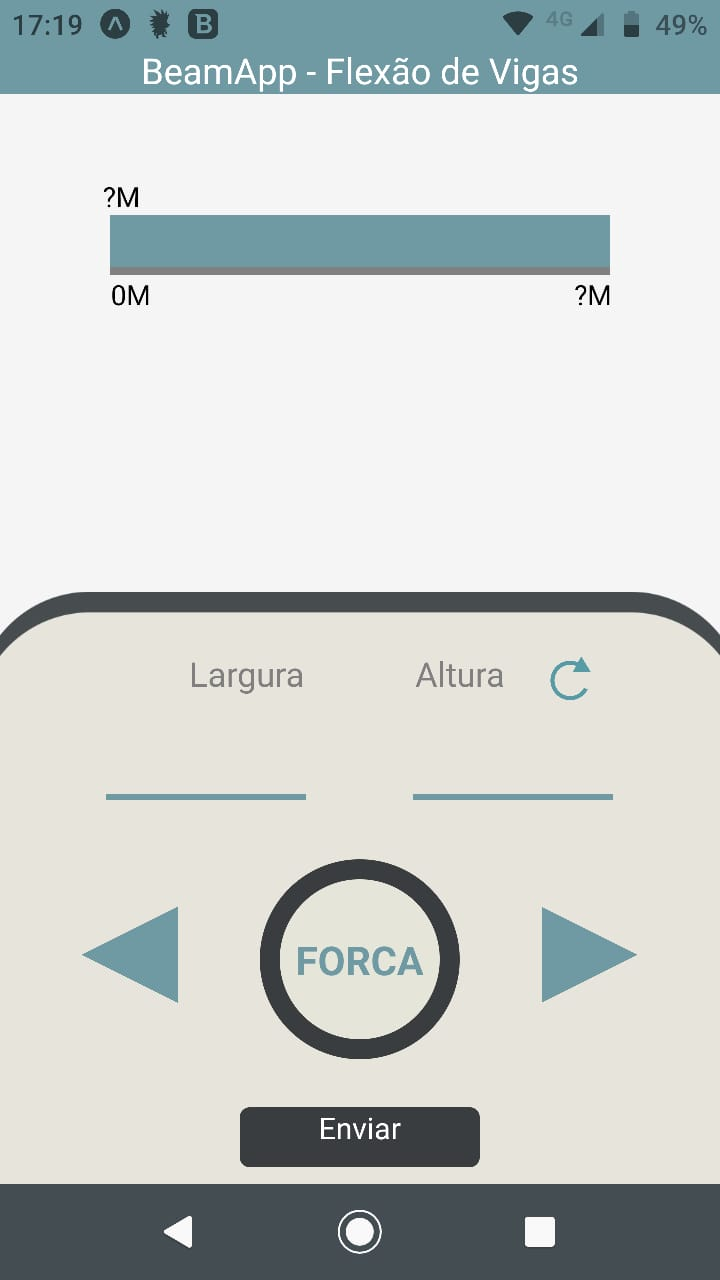 17:19 B 4G 49%
BeamApp - Flexão de Vigas
?M
0M ?M
Largura Altura
FORCA
Enviar